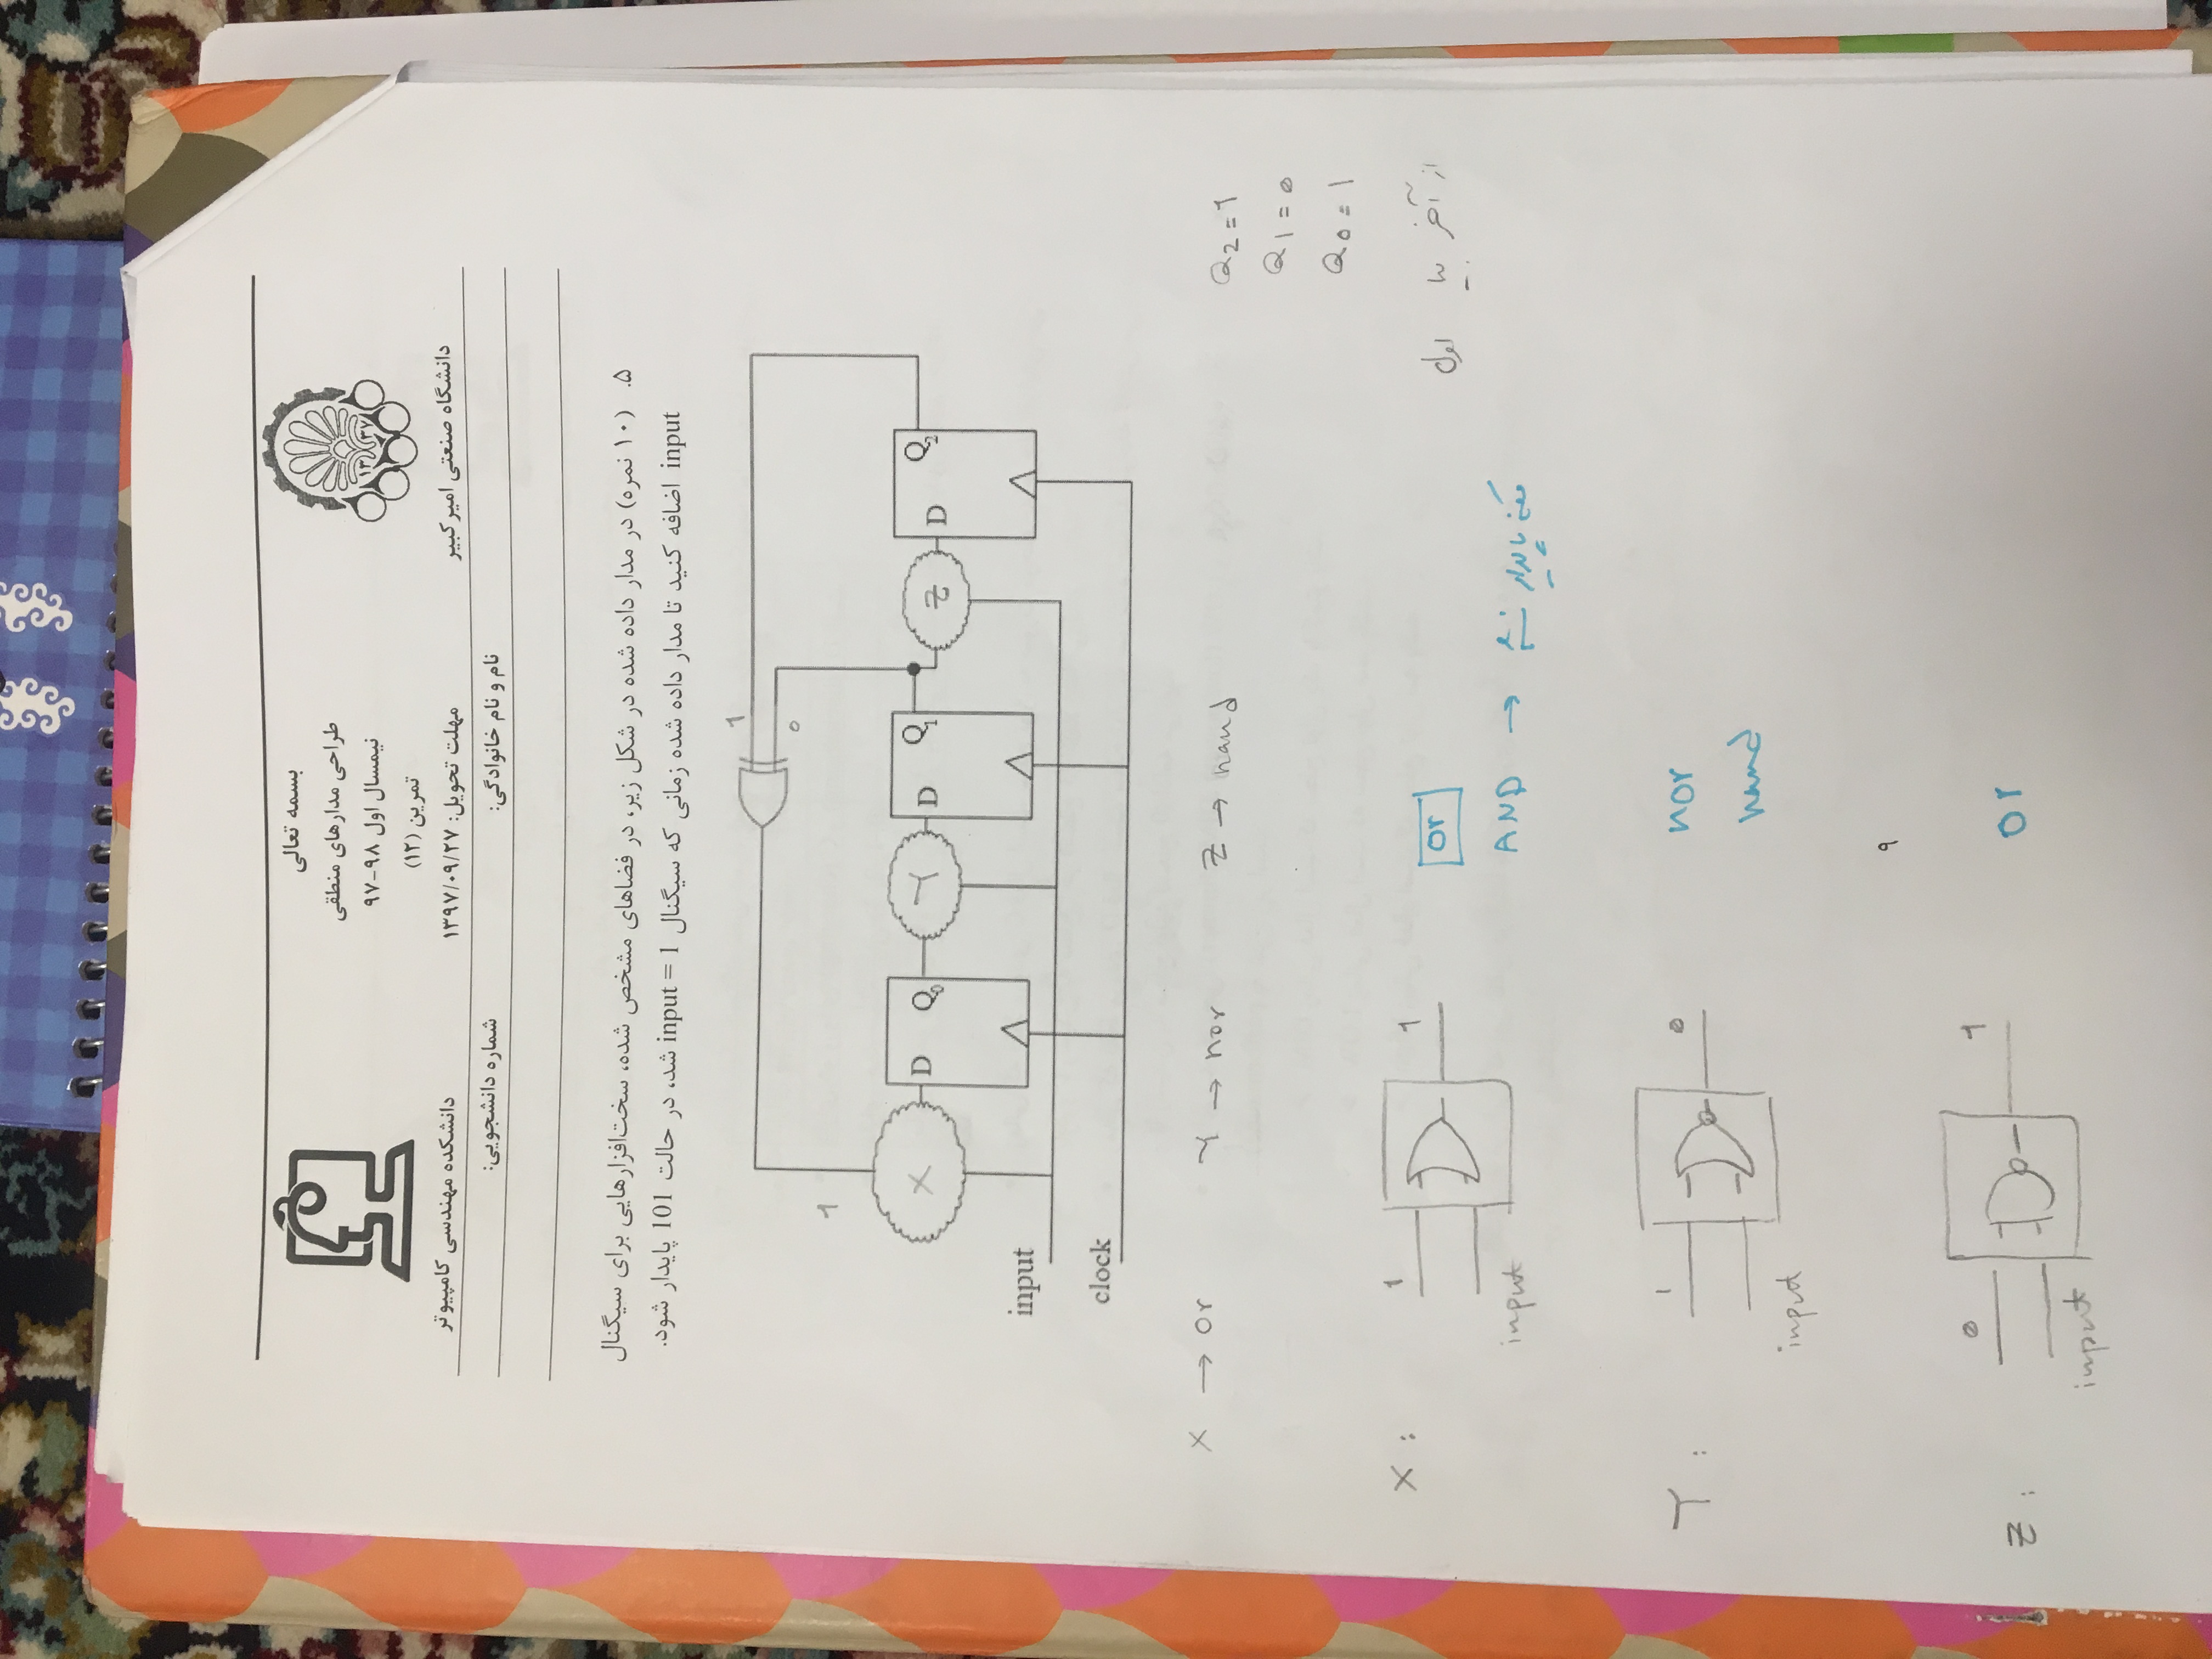 بسمه تعالی
طراحی مدارهای منطقی
نیمسال اول ۹۸-۹۷
تمرین (۱۲)
۱۳۳۷
دانشگاه صنعتی امیرکبیر
مهلت تحویل: ۱۳۹۷/۰۹/۲۷
دانشکده مهندسی کامپیوتر
نام و نام خانوادگی: شماره دانشجویی:
۵. (۱۰ نمره) در مدار داده شده در شکل زیر، در فضاهای مشخص شده، سخت‌افزارهایی برای سیگنال
input اضافه کنید تا مدار داده شده زمانی که سیگنال input = 1 شد، در حالت 101 پایدار شود.
1
0
1
X D Q0 Y D Q1 Z D Q2
input
clock
X → or Y → nor Z → nand
Q2 = 1
Q1 = 0
Q0 = 1
از آخر بیا اول
X : 1 1 or
input
AND → ممکنه پایدار نشه
Y : 1 0 nor
nand
input
۹
Z : 0 1 or
input